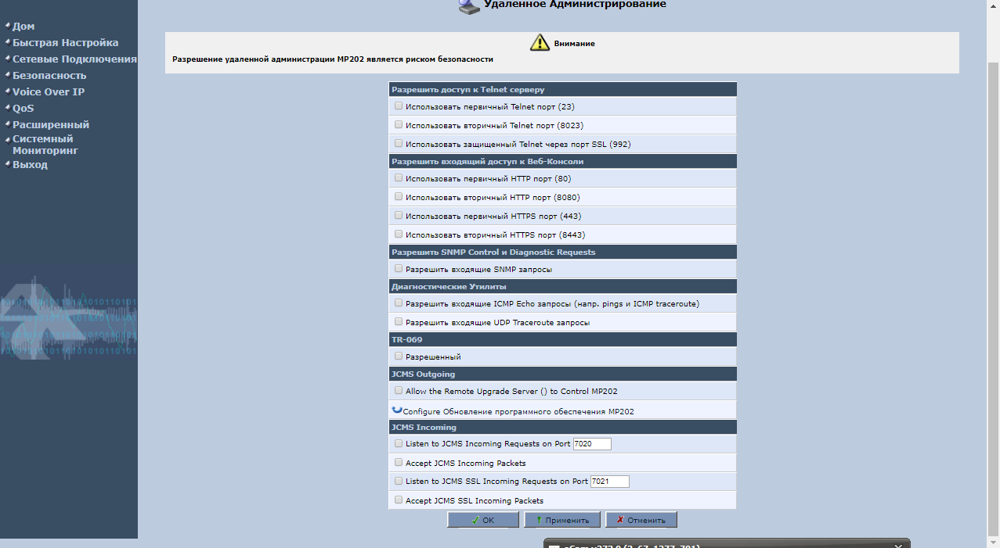 Удаленное Администрирование
Дом
Быстрая Настройка
Сетевые Подключения
Безопасность
Voice Over IP
QoS
Расширенный
Системный
Мониторинг
Выход
Внимание
Разрешение удаленной администрации MP202 является риском безопасности
Разрешить доступ к Telnet серверу
Использовать первичный Telnet порт (23)
Использовать вторичный Telnet порт (8023)
Использовать защищенный Telnet через порт SSL (992)
Разрешить входящий доступ к Веб-Консоли
Использовать первичный HTTP порт (80)
Использовать вторичный HTTP порт (8080)
Использовать первичный HTTPS порт (443)
Использовать вторичный HTTPS порт (8443)
Разрешить SNMP Control и Diagnostic Requests
Разрешить входящие SNMP запросы
Диагностические Утилиты
Разрешить входящие ICMP Echo запросы (напр. pings и ICMP traceroute)
Разрешить входящие UDP Traceroute запросы
TR-069
Разрешенный
JCMS Outgoing
Allow the Remote Upgrade Server () to Control MP202
Configure Обновление программного обеспечения MP202
JCMS Incoming
Listen to JCMS Incoming Requests on Port 7020
Accept JCMS Incoming Packets
Listen to JCMS SSL Incoming Requests on Port 7021
Accept JCMS SSL Incoming Packets
OK
Применить
Отменить